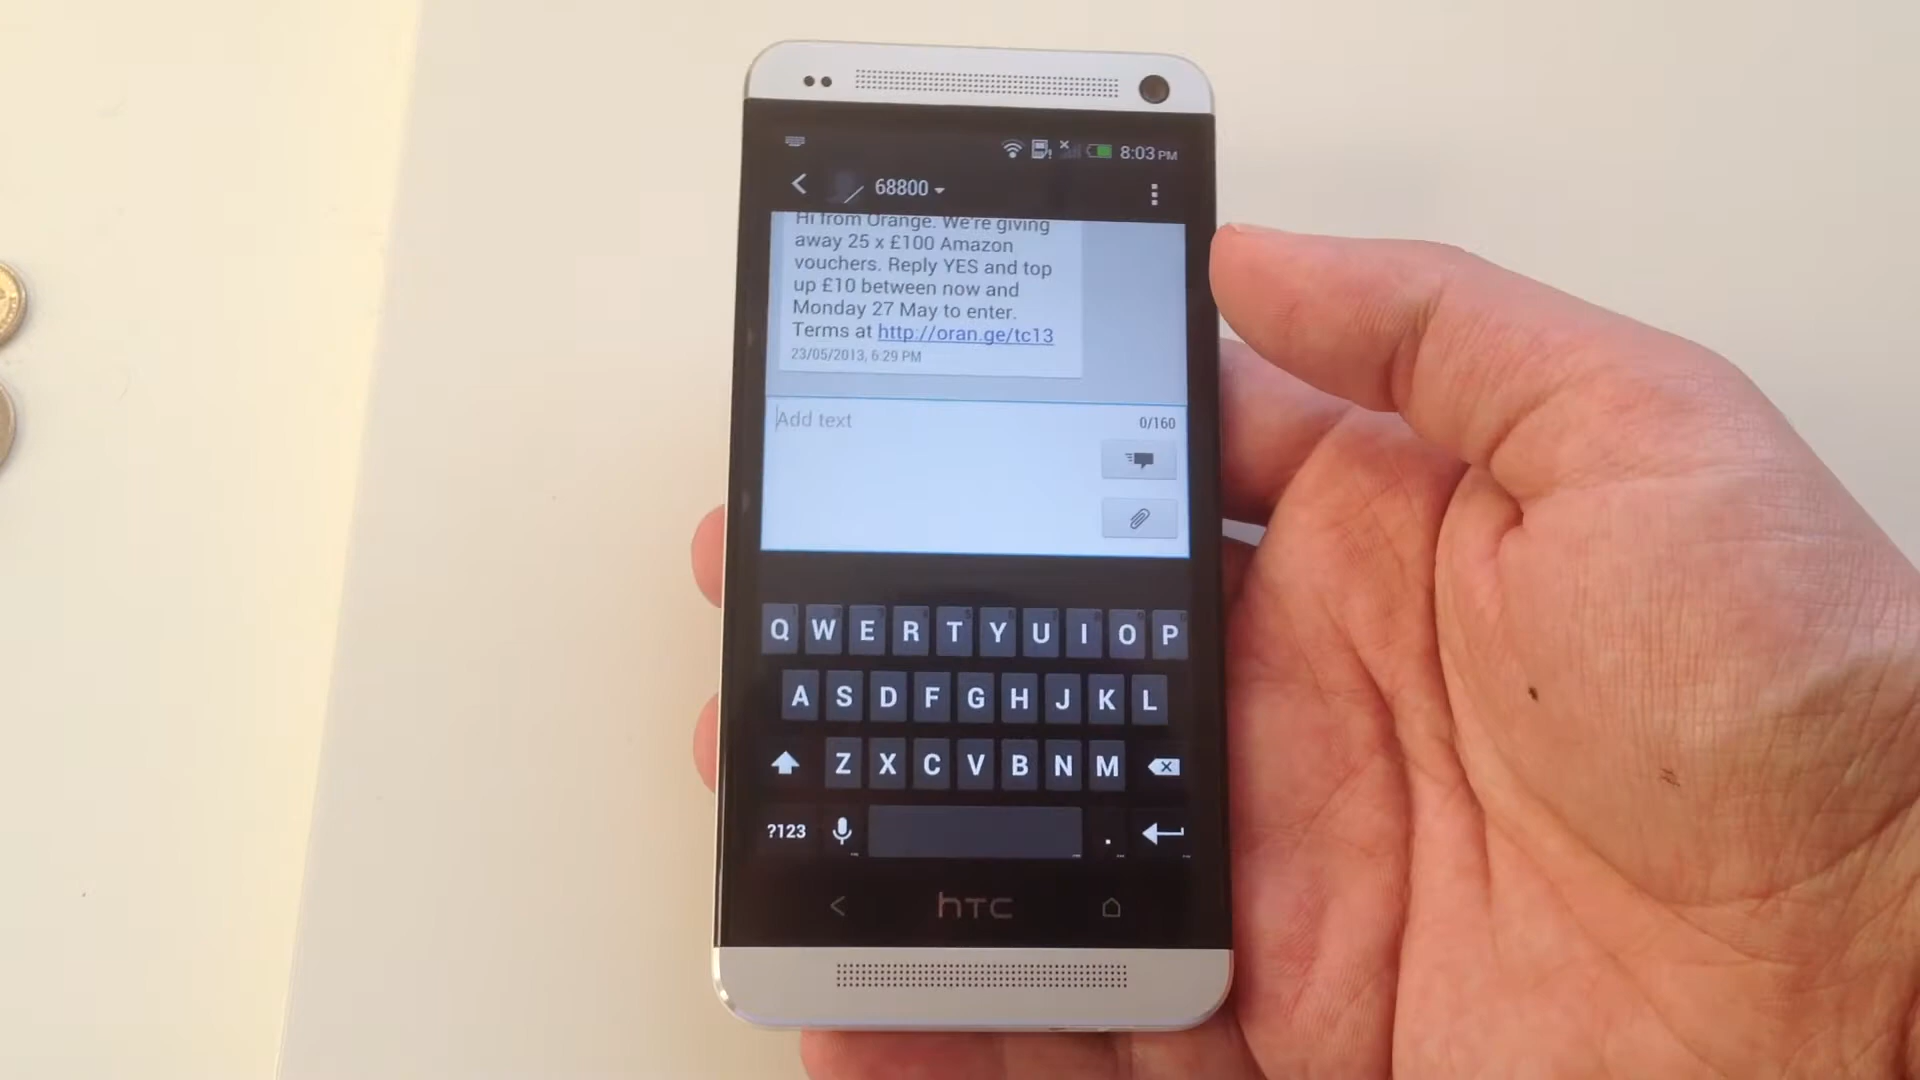 8:03 PM
68800
Hi from Orange. We're giving
away 25 x £100 Amazon
vouchers. Reply YES and top
up £10 between now and
Monday 27 May to enter.
Terms at http://oran.ge/tc13
23/05/2013, 6:29 PM
Add text
0/160
Q W E R T Y U I O P
A S D F G H J K L
Z X C V B N M
?123 .
hTC